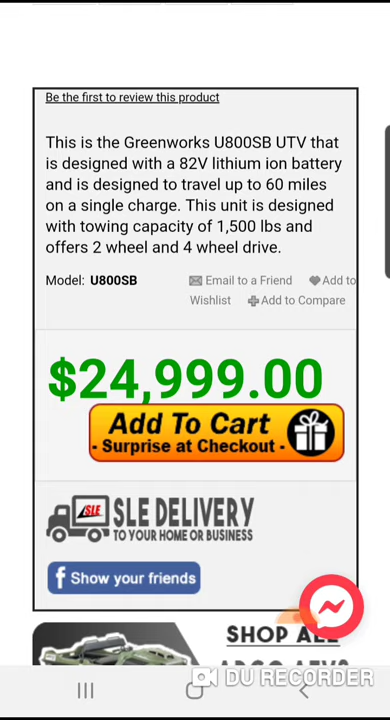 Be the first to review this product
This is the Greenworks U800SB UTV that
is designed with a 82V lithium ion battery
and is designed to travel up to 60 miles
on a single charge. This unit is designed
with towing capacity of 1,500 lbs and
offers 2 wheel and 4 wheel drive.
Model: U800SB
Email to a Friend Add to
Wishlist Add to Compare
$24,999.00
Add To Cart
- Surprise at Checkout -
SLE SLE DELIVERY
TO YOUR HOME OR BUSINESS
f Show your friends
SHOP ALL
DU RECORDER